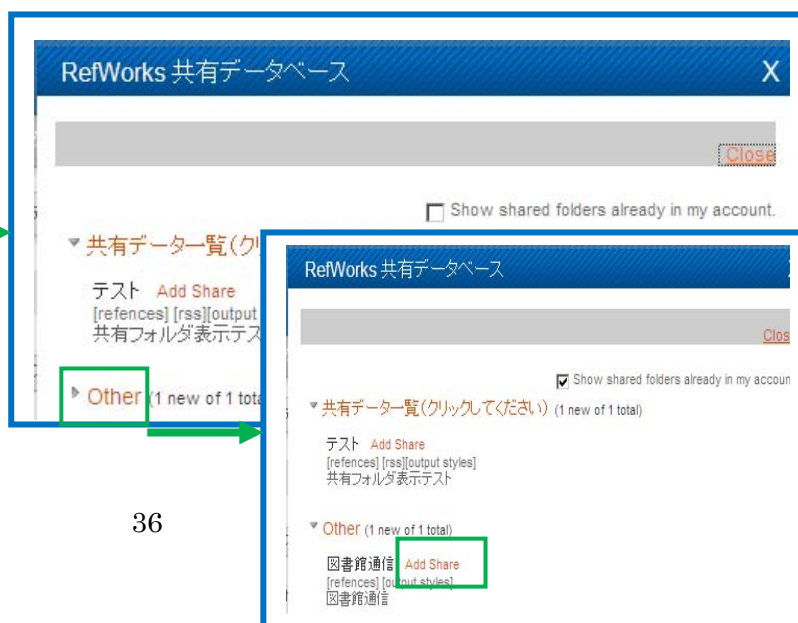 RefWorks 共有データベース X
Close
Show shared folders already in my account.
共有データ一覧(ク
テスト Add Share
[refences] [rss][output
共有フォルダ表示テス
Other (1 new of 1 tota
RefWorks 共有データベース
Clos
Show shared folders already in my accoun
共有データ一覧(クリックしてください) (1 new of 1 total)
テスト Add Share
[refences] [rss][output styles]
共有フォルダ表示テスト
Other (1 new of 1 total)
図書館通信 Add Share
[refences] [output styles]
図書館通信
36